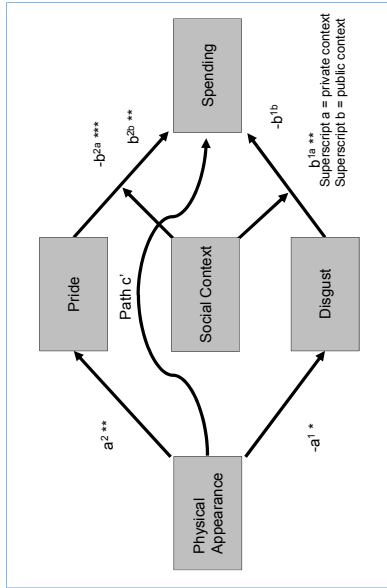 Pride
-b2a ***
b2b **
a2 **
Path c'
Physical
Appearance
Social Context
Spending
-b1b
-a1 *
Disgust
b1a **
Superscript a = private context
Superscript b = public context